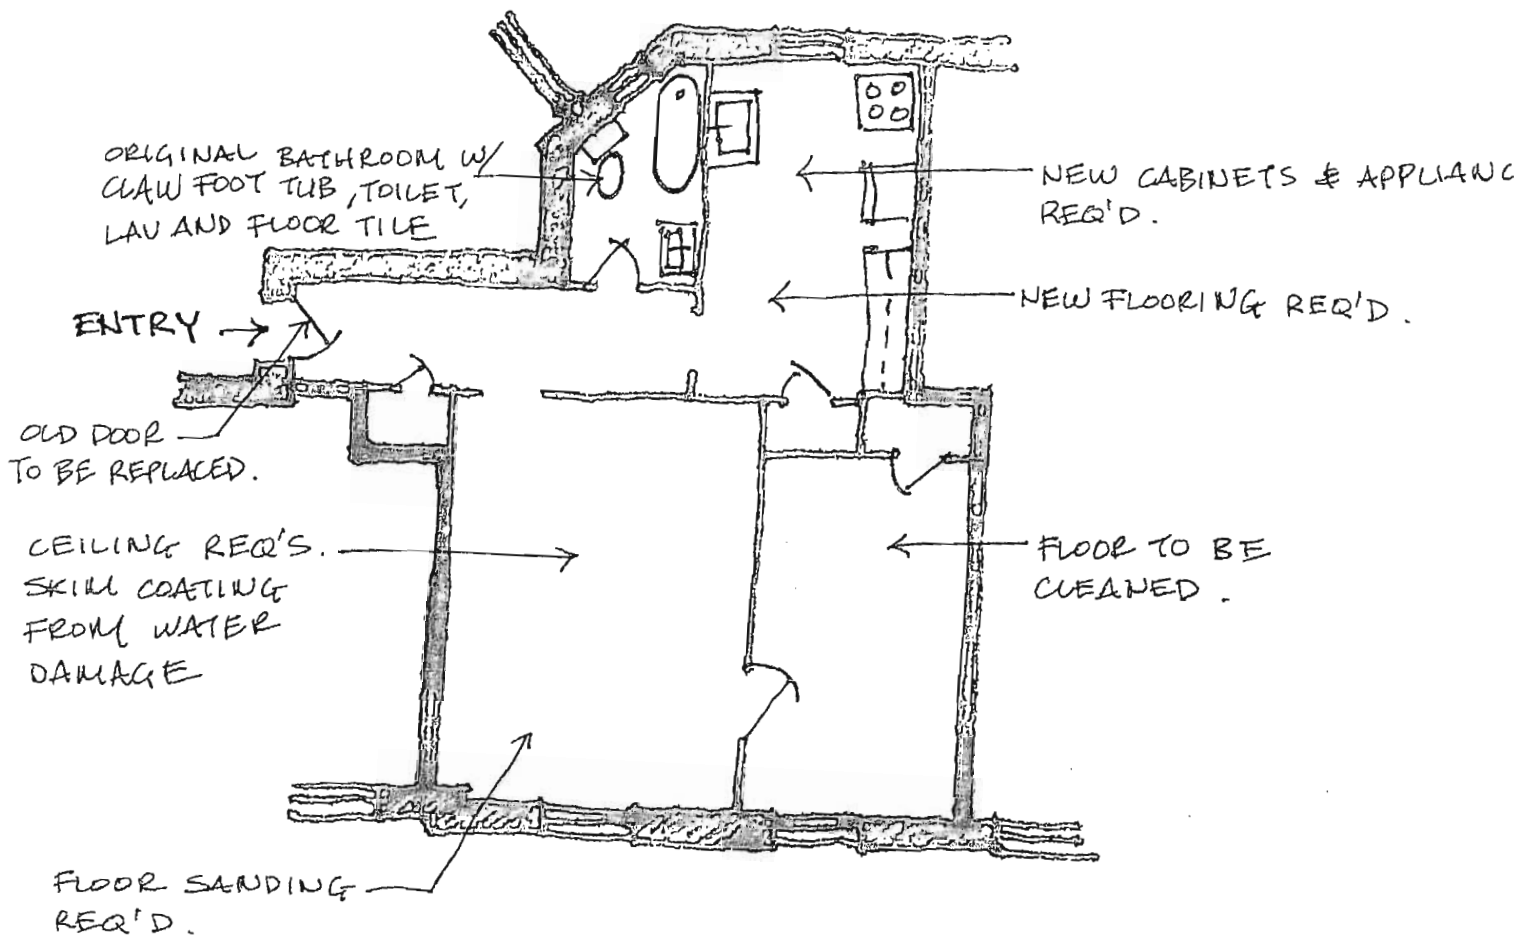 ORIGINAL BATHROOM W/
CLAW FOOT TUB, TOILET,
LAV AND FLOOR TILE
NEW CABINETS & APPLIANC
REQ'D.
NEW FLOORING REQ'D.
ENTRY
OLD DOOR
TO BE REPLACED.
CEILING REQ'S.
SKIM COATING
FROM WATER
DAMAGE
FLOOR TO BE
CLEANED.
FLOOR SANDING
REQ'D.